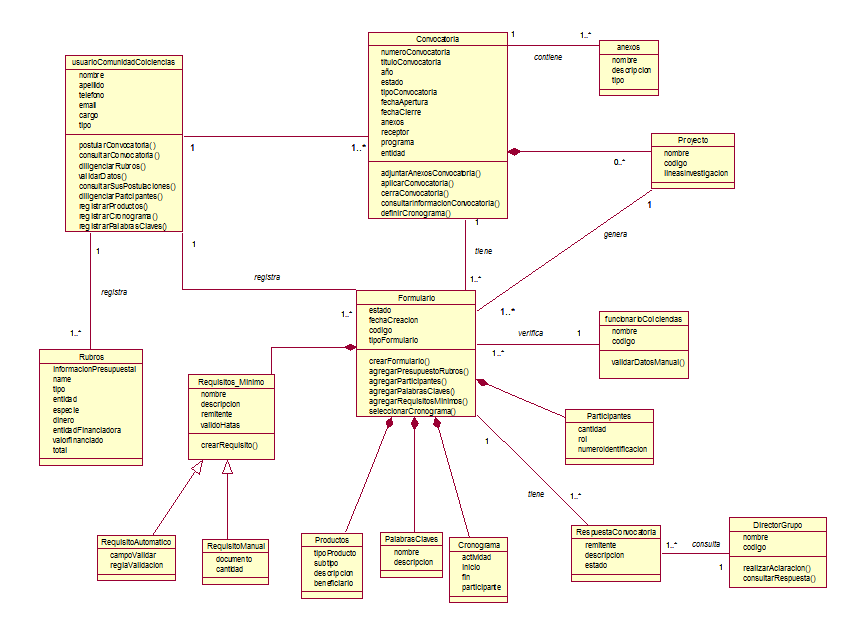 usuarioComunidadColciencias
nombre
apellido
telefono
email
cargo
tipo
postularConvocatoria()
consultarConvocatoria()
diligenciarRubros()
validarDatos()
consultarSusPostulaciones()
diligenciarParticipantes()
registrarProductos()
registrarCronograma()
registrarPalabrasClaves()
Convocatoria
numeroConvocatoria
tituloConvocatoria
año
estado
tipoConvocatoria
fechaApertura
fechaCierre
anexos
receptor
programa
entidad
adjuntarAnexosConvocatoria()
aplicarConvocatoria()
cerraConvocatoria()
consultarInformacionConvocatoria()
definirCronograma()
1
1..*
contiene
anexos
nombre
descripcion
tipo
1
1..*
0..*
Proyecto
nombre
codigo
lineasInvestigacion
1
genera
1..*
1
tiene
1..*
1
registra
1..*
1
registra
1..*
Formulario
estado
fechaCreacion
codigo
tipoFormulario
crearFormulario()
agregarPresupuestoRubros()
agregarParticipantes()
agregarPalabrasClaves()
agregarRequisitosMinimos()
seleccionarCronograma()
verifica
1
1..*
funcionarioColciencias
nombre
codigo
validarDatosManual()
Rubros
informacionPresupuestal
name
tipo
entidad
especie
dinero
entidadFinanciadora
valorfinanciado
total
Requisitos_Minimo
nombre
descripcion
remitente
validoHatas
crearRequisito()
Participantes
cantidad
rol
numeroIdentificacion
1
tiene
1..*
RequisitoAutomatico
campoValidar
reglaValidacion
RequisitoManual
documento
cantidad
Productos
tipoProducto
subtipo
descripcion
beneficiario
PalabrasClaves
nombre
descripcion
Cronograma
actividad
inicio
fin
participante
RespuestaConvocatoria
remitente
descripcion
estado
1..*
consulta
1
DirectorGrupo
nombre
codigo
realizarAclaracion()
consultarRespuesta()